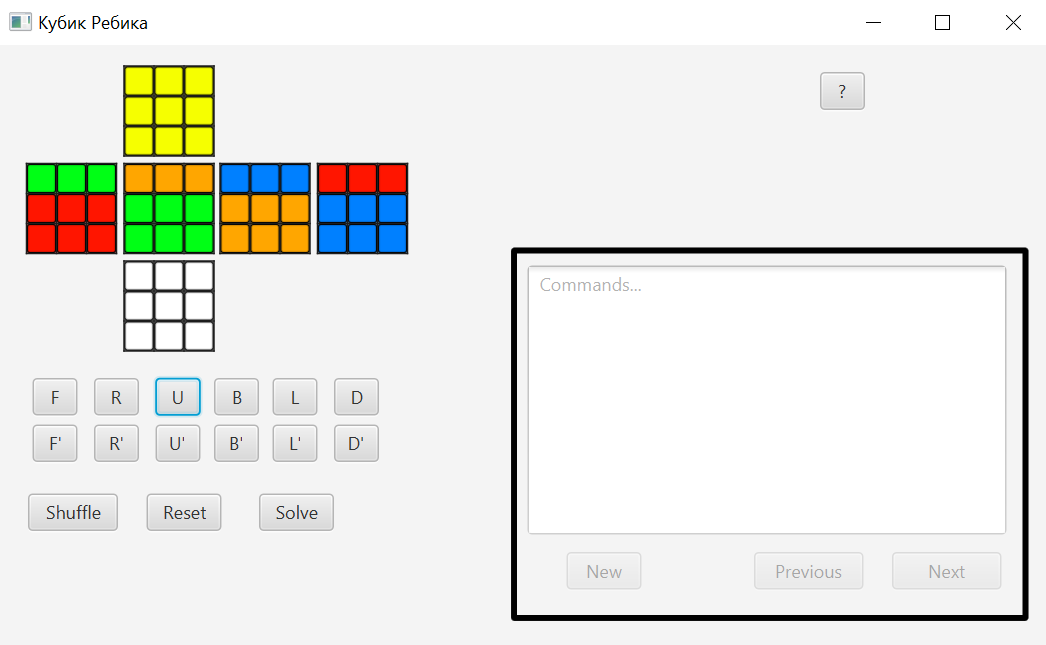 Кубик Ребика
?
Commands...
F R U B L D
F' R' U' B' L' D'
Shuffle Reset Solve
New Previous Next